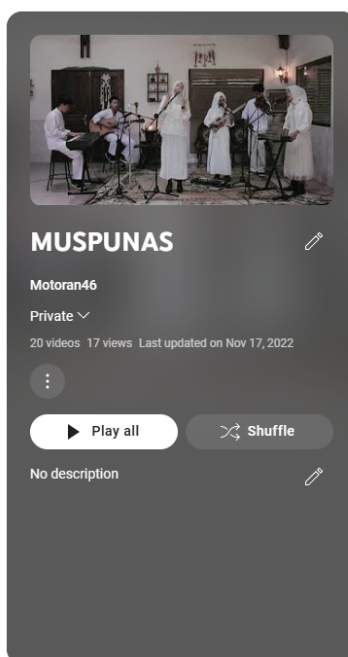 MUSPUNAS
Motoran46
Private
20 videos 17 views Last updated on Nov 17, 2022
Play all
Shuffle
No description